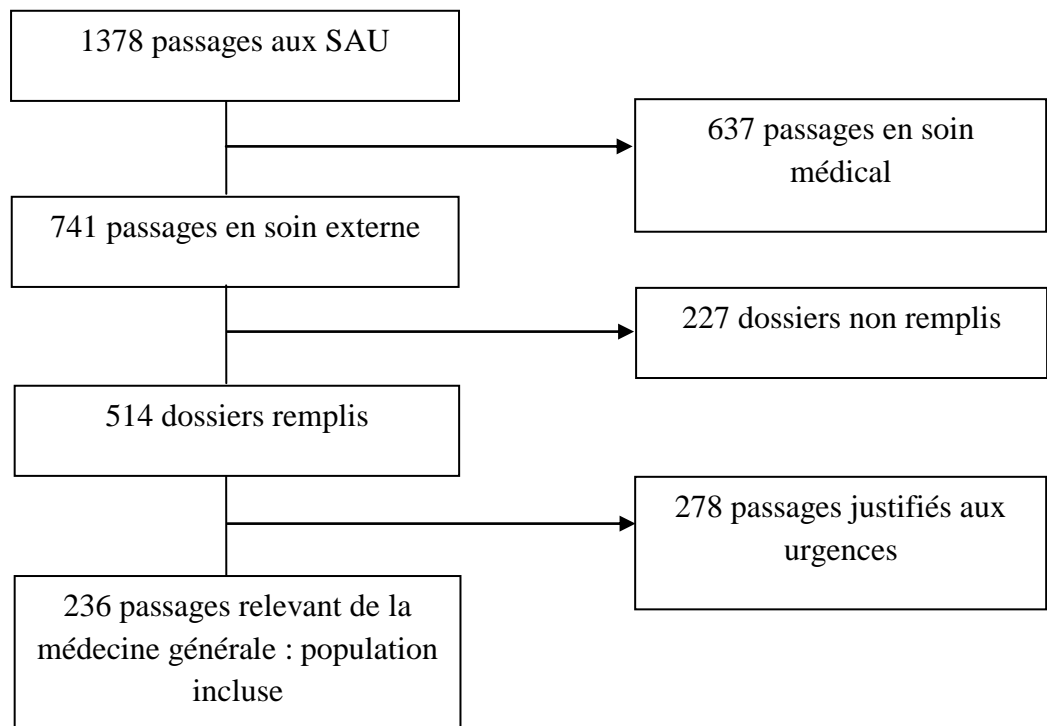 1378 passages aux SAU
637 passages en soin
médical
741 passages en soin externe
227 dossiers non remplis
514 dossiers remplis
278 passages justifiés aux
urgences
236 passages relevant de la
médecine générale : population
incluse